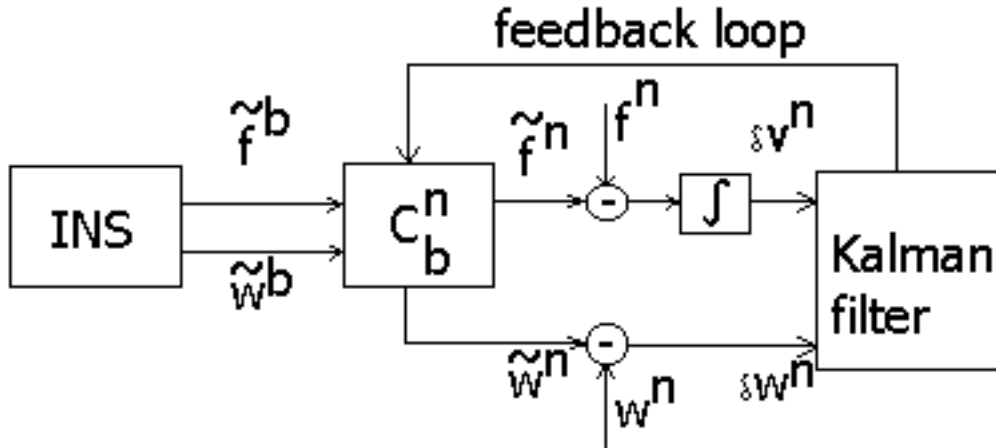 feedback loop
f̃ᵇ
f̃ⁿ
fⁿ
δvⁿ
INS
Cⁿ_b
-
∫
w̃ᵇ
Kalman
filter
-
w̃ⁿ
wⁿ
δwⁿ